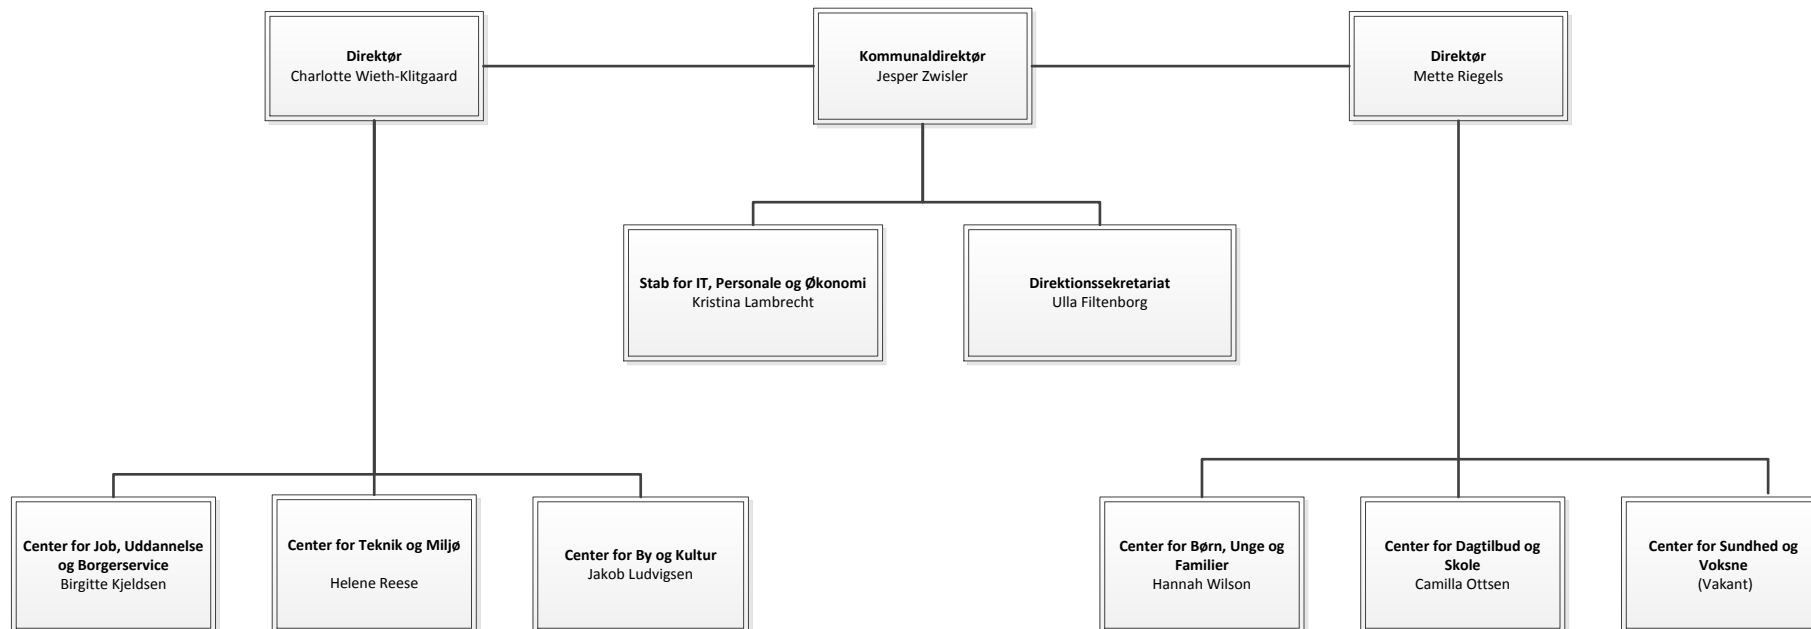 Direktør
Charlotte Wieth-Klitgaard
Kommunaldirektør
Jesper Zwisler
Direktør
Mette Riegels
Stab for IT, Personale og Økonomi
Kristina Lambrecht
Direktionssekretariat
Ulla Filtenborg
Center for Job, Uddannelse
og Borgerservice
Birgitte Kjeldsen
Center for Teknik og Miljø
Helene Reese
Center for By og Kultur
Jakob Ludvigsen
Center for Børn, Unge og
Familier
Hannah Wilson
Center for Dagtilbud og
Skole
Camilla Ottsen
Center for Sundhed og
Voksne
(Vakant)